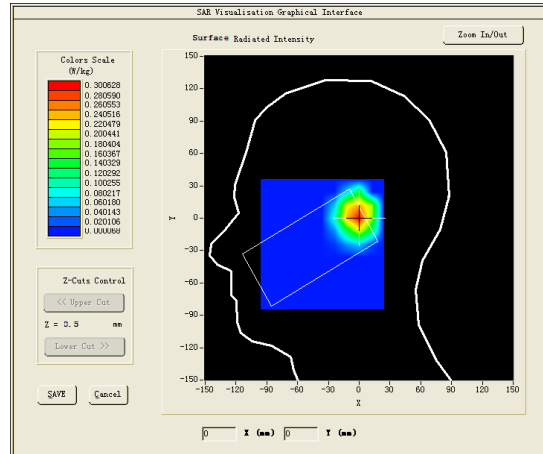 SAR Visualisation Graphical Interface
Surface Radiated Intensity
Zoom In/Out
Colors Scale
(W/kg)
0.300628
0.280590
0.260553
0.240516
0.220479
0.200441
0.180404
0.160367
0.140329
0.120292
0.100255
0.080217
0.060180
0.040143
0.020106
0.000068
Z-Cuts Control
<< Upper Cut
Z = 0.5 mm
Lower Cut >>
SAVE Cancel
150
120
90
60
30
0
-30
-60
-90
-120
-150
Y
-150 -120 -90 -60 -30 0 30 60 90 120 150
X
0 X (mm) 0 Y (mm)